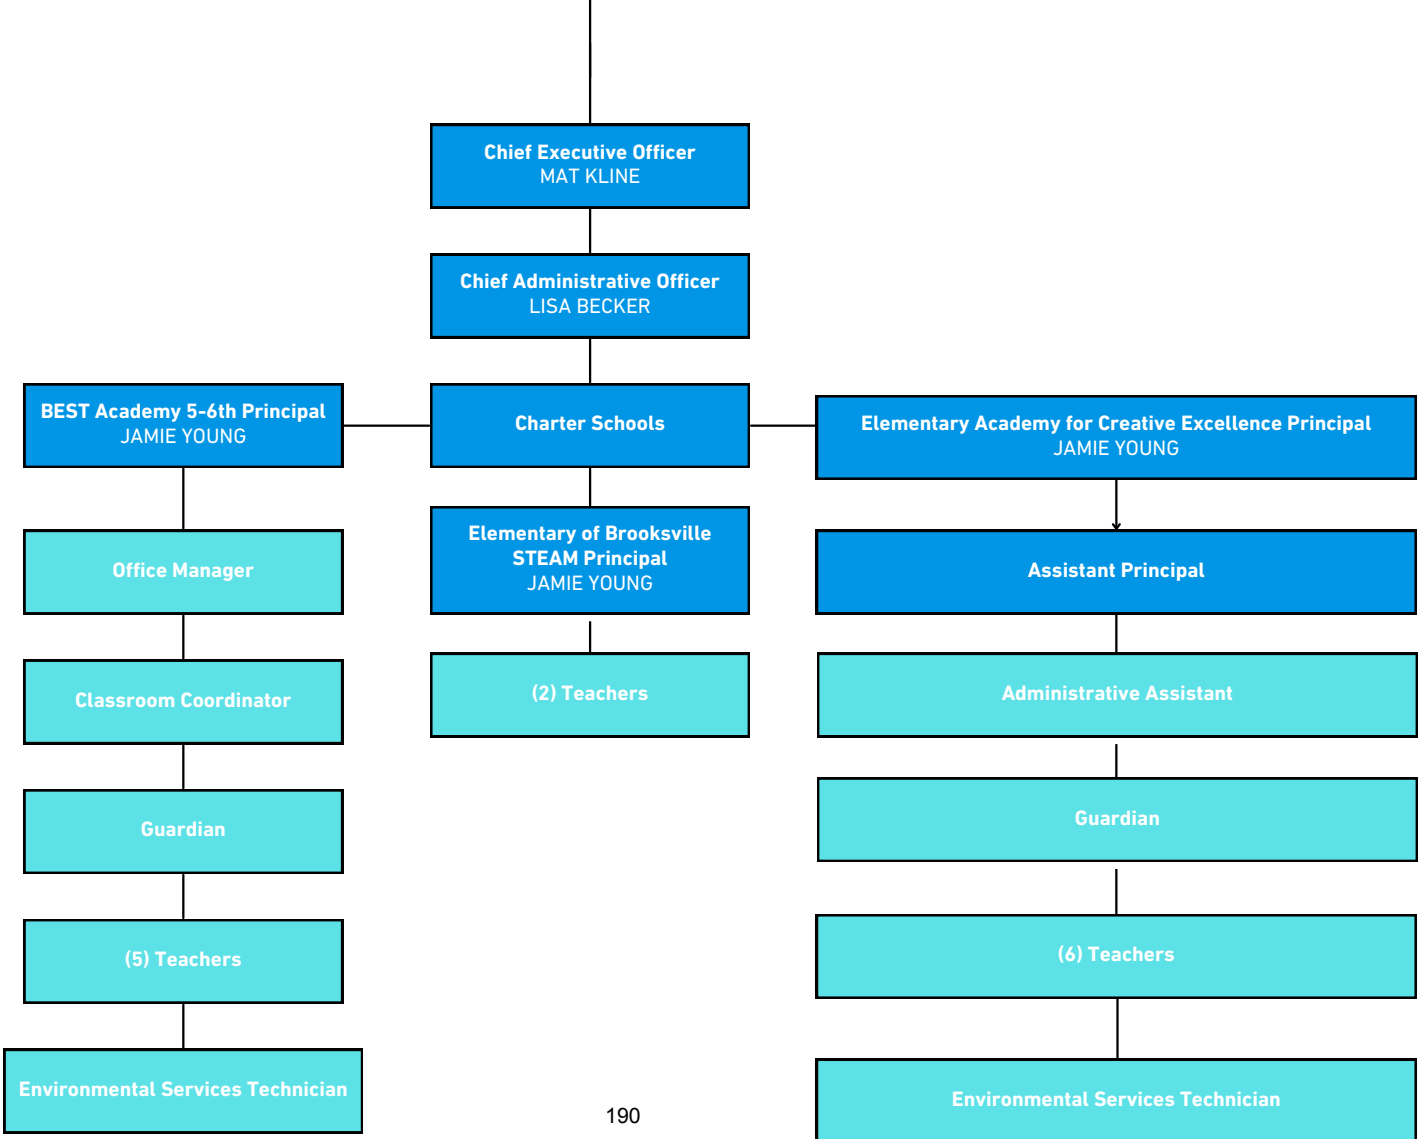 Chief Executive Officer
MAT KLINE
Chief Administrative Officer
LISA BECKER
BEST Academy 5-6th Principal
JAMIE YOUNG
Charter Schools
Elementary Academy for Creative Excellence Principal
JAMIE YOUNG
Office Manager
Elementary of Brooksville
STEAM Principal
JAMIE YOUNG
Assistant Principal
Classroom Coordinator
(2) Teachers
Administrative Assistant
Guardian
Guardian
(5) Teachers
(6) Teachers
Environmental Services Technician
Environmental Services Technician
190